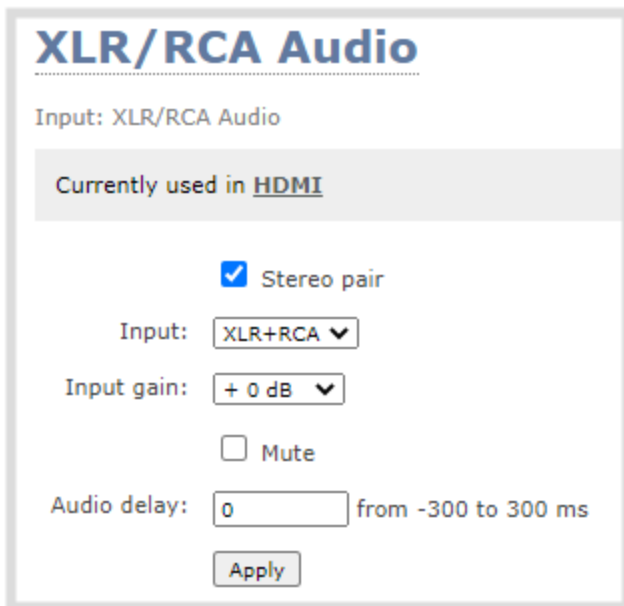 XLR/RCA Audio
Input: XLR/RCA Audio
Currently used in HDMI
Stereo pair
Input: XLR+RCA
Input gain: + 0 dB
Mute
Audio delay: 0 from -300 to 300 ms
Apply